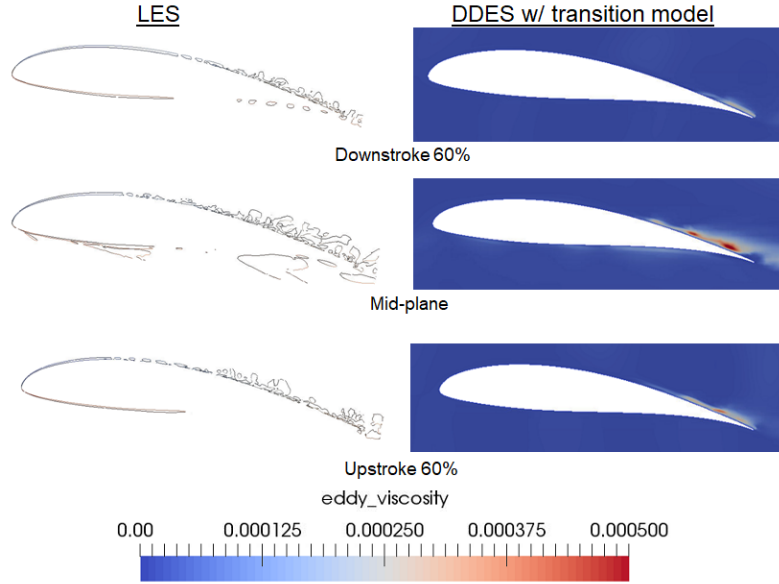 LES DDES w/ transition model
Downstroke 60%
Mid-plane
Upstroke 60%
eddy_viscosity
0.00 0.000125 0.000250 0.000375 0.000500